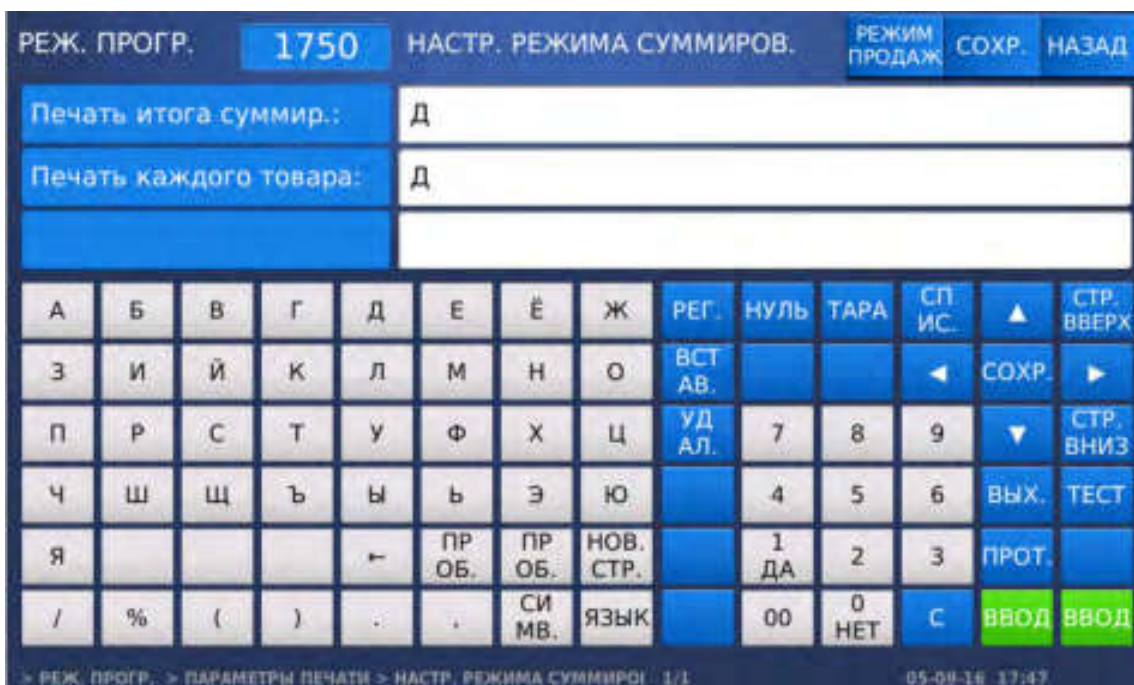 РЕЖ. ПРОГР. 1750 НАСТР. РЕЖИМА СУММИРОВ. РЕЖИМ ПРОДАЖ СОХР. НАЗАД
Печать итога суммир.: Д
Печать каждого товара: Д
А Б В Г Д Е Ё Ж РЕГ. НУЛЬ ТАРА СП ИС. ▲ СТР. ВВЕРХ
З И Й К Л М Н О ВСТ АВ. ◄ СОХР. ►
П Р С Т У Ф Х Ц УД АЛ. 7 8 9 ▼ СТР. ВНИЗ
Ч Ш Щ Ъ Ы Ь Э Ю 4 5 6 ВЫХ. ТЕСТ
Я ← ПР ОБ. ПР ОБ. НОВ. СТР. 1 ДА 2 3 ПРОТ.
/ % ( ) . , СИ МВ. ЯЗЫК 00 0 НЕТ С ВВОД ВВОД
> РЕЖ. ПРОГР. > ПАРАМЕТРЫ ПЕЧАТИ > НАСТР. РЕЖИМА СУММИРОІ 1/1 05-09-16 17:47